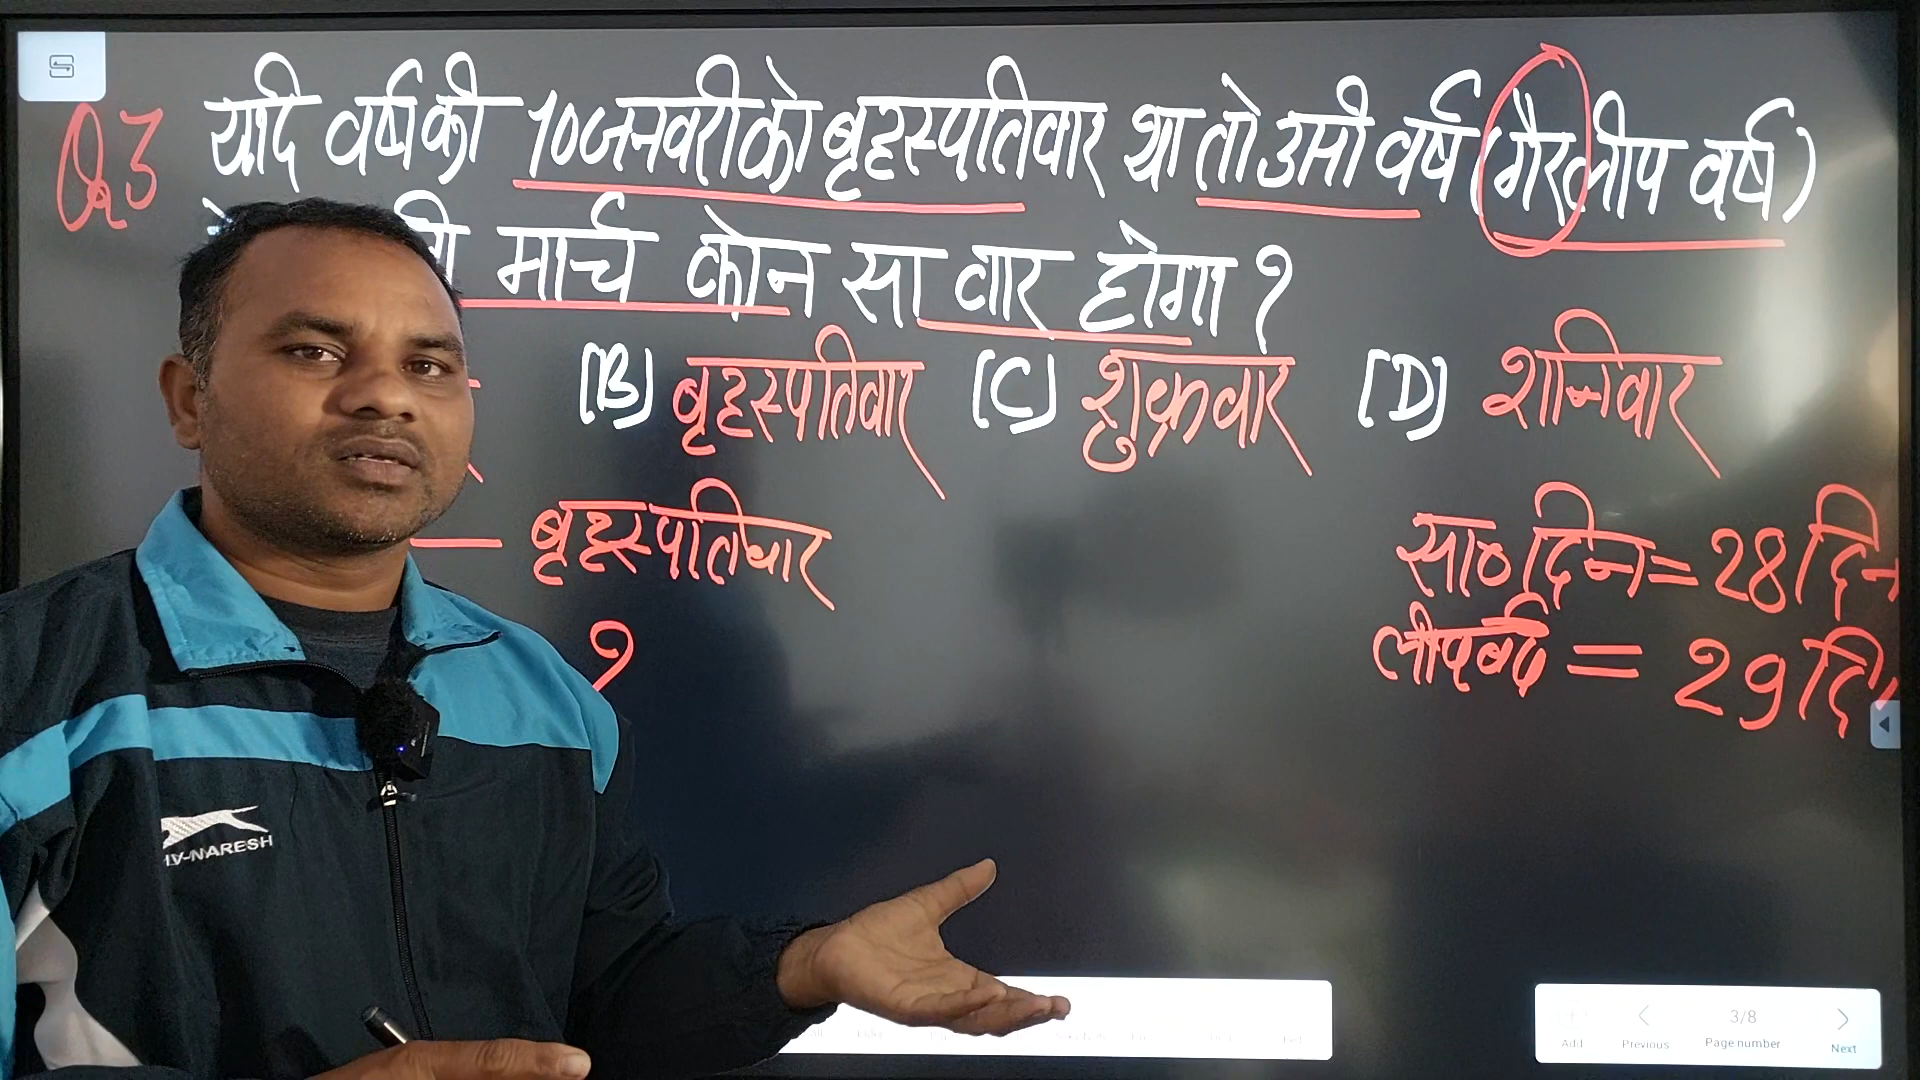 Q3 यदि वर्ष की 10 जनवरी को बृहस्पतिवार था तो उसी वर्ष (गैर लीप वर्ष)
मार्च कौन सा वार होगा ?
(B) बृहस्पतिवार (C) शुक्रवार (D) शनिवार
— बृहस्पतिवार
सा० दिन = 28 दिन
?
लीप वर्ष = 29 दि
IV-NARESH
3/8
Add Previous Page number Next